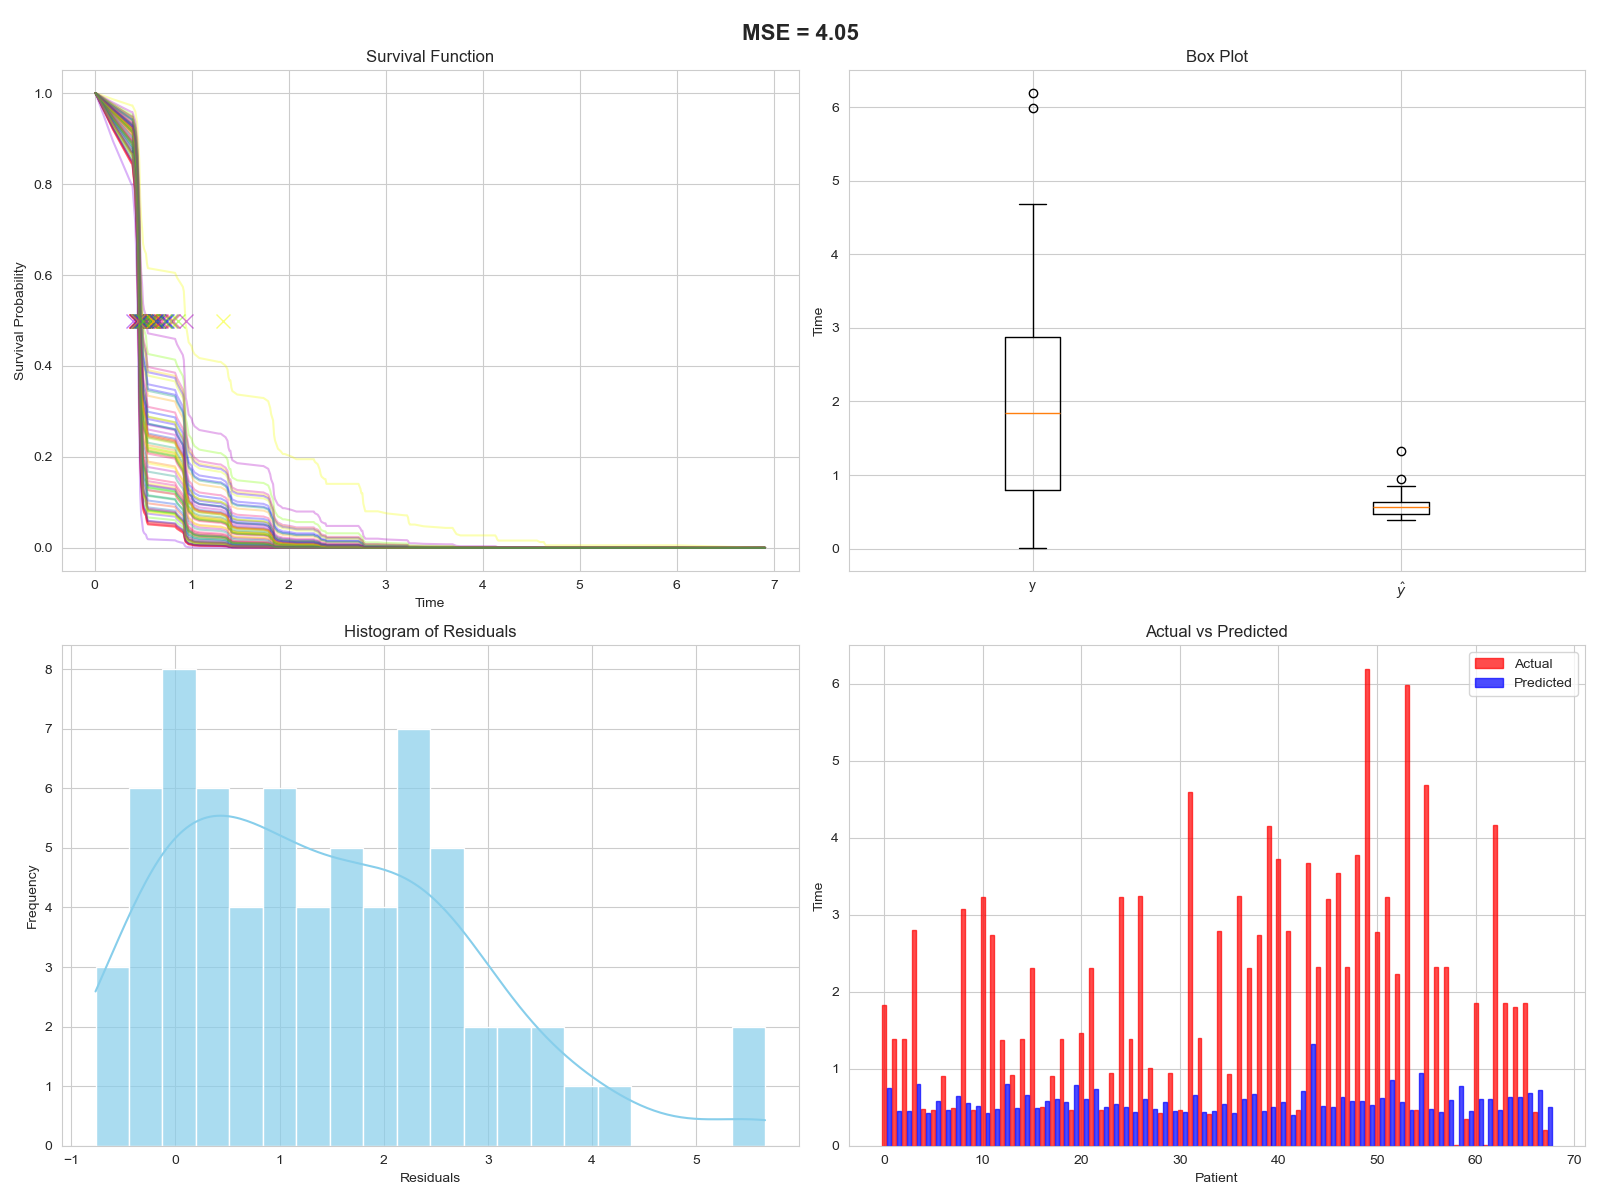 MSE = 4.05
Survival Function
1.0
0.8
0.6
0.4
0.2
0.0
Survival Probability
0 1 2 3 4 5 6 7
Time
Box Plot
6
5
4
3
2
1
0
Time
y ŷ
Histogram of Residuals
8
7
6
5
4
3
2
1
0
Frequency
−1 0 1 2 3 4 5
Residuals
Actual vs Predicted
Actual
Predicted
6
5
4
3
2
1
0
Time
0 10 20 30 40 50 60 70
Patient